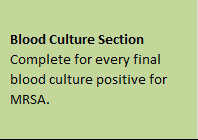 Blood Culture Section
Complete for every final
blood culture positive for
MRSA.